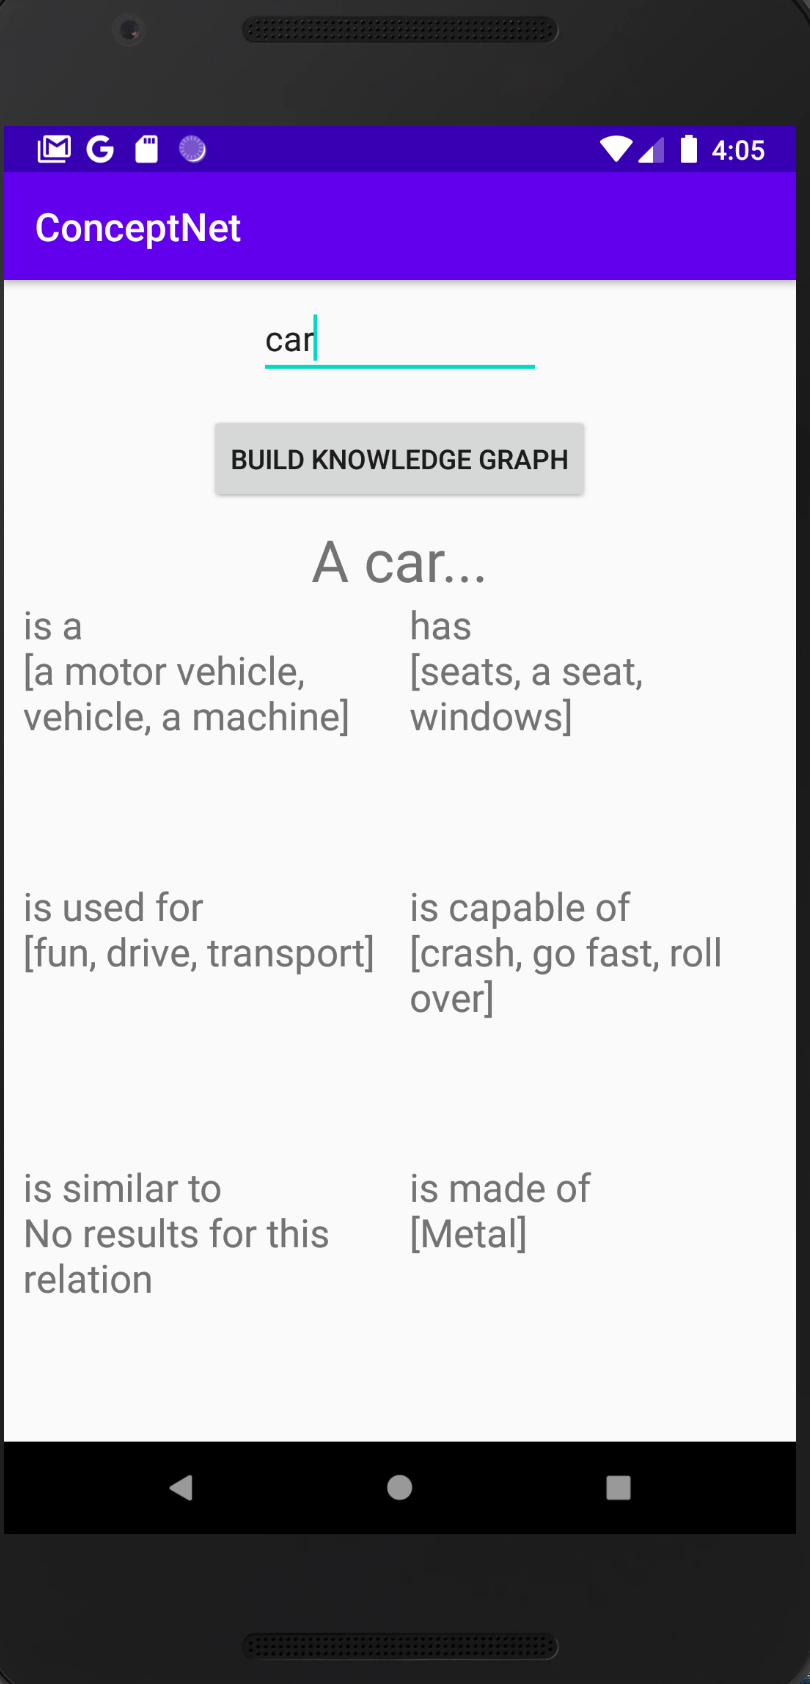 4:05
ConceptNet
car
BUILD KNOWLEDGE GRAPH
A car...
is a
[a motor vehicle,
vehicle, a machine]
has
[seats, a seat,
windows]
is used for
[fun, drive, transport]
is capable of
[crash, go fast, roll
over]
is similar to
No results for this
relation
is made of
[Metal]